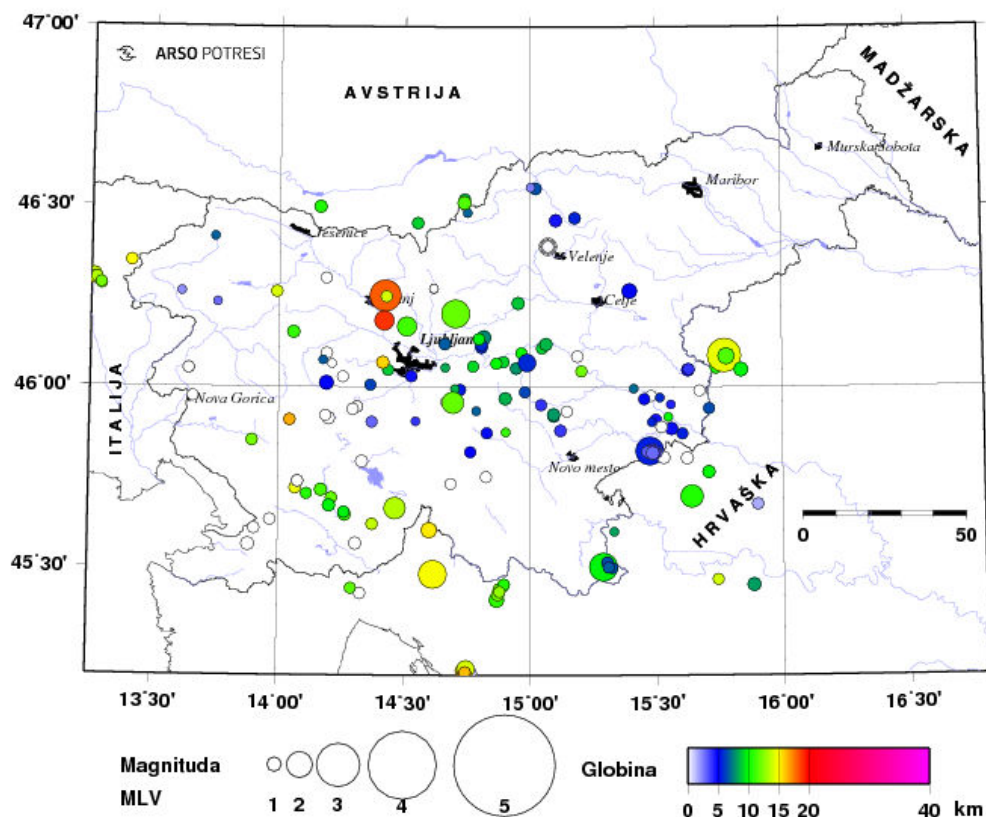 47°00'
ARSO POTRESI
AVSTRIJA
MADŽARSKA
Murska Sobota
46°30'
Maribor
Jesenice
Velenje
Celje
Ljubljana
46°00'
Nova Gorica
ITALIJA
Novo mesto
HRVAŠKA
0 50
45°30'
13°30' 14°00' 14°30' 15°00' 15°30' 16°00' 16°30'
Magnituda
MLV
1 2 3 4 5
Globina
0 5 10 15 20 40 km